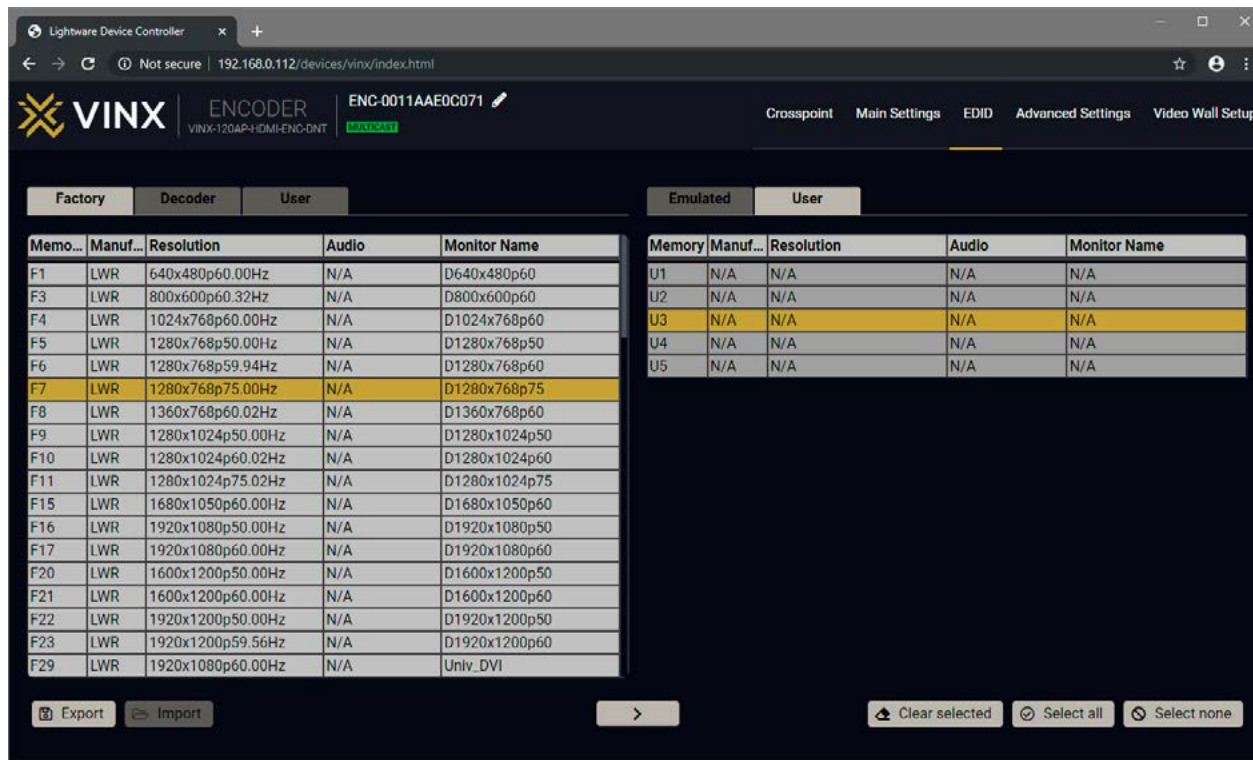 Lightware Device Controller
Not secure | 192.168.0.112/devices/vinx/index.html
VINX ENCODER ENC-0011AAE0C071
VINX-120AP-HDMI-ENC-DNT MULTICAST
Crosspoint Main Settings EDID Advanced Settings Video Wall Setup
Factory Decoder User
Memo... Manuf... Resolution Audio Monitor Name
F1 LWR 640x480p60.00Hz N/A D640x480p60
F3 LWR 800x600p60.32Hz N/A D800x600p60
F4 LWR 1024x768p60.00Hz N/A D1024x768p60
F5 LWR 1280x768p50.00Hz N/A D1280x768p50
F6 LWR 1280x768p59.94Hz N/A D1280x768p60
F7 LWR 1280x768p75.00Hz N/A D1280x768p75
F8 LWR 1360x768p60.02Hz N/A D1360x768p60
F9 LWR 1280x1024p50.00Hz N/A D1280x1024p50
F10 LWR 1280x1024p60.02Hz N/A D1280x1024p60
F11 LWR 1280x1024p75.02Hz N/A D1280x1024p75
F15 LWR 1680x1050p60.00Hz N/A D1680x1050p60
F16 LWR 1920x1080p50.00Hz N/A D1920x1080p50
F17 LWR 1920x1080p60.00Hz N/A D1920x1080p60
F20 LWR 1600x1200p50.00Hz N/A D1600x1200p50
F21 LWR 1600x1200p60.00Hz N/A D1600x1200p60
F22 LWR 1920x1200p50.00Hz N/A D1920x1200p50
F23 LWR 1920x1200p59.56Hz N/A D1920x1200p60
F29 LWR 1920x1080p60.00Hz N/A Univ_DVI
Emulated User
Memory Manuf... Resolution Audio Monitor Name
U1 N/A N/A N/A N/A
U2 N/A N/A N/A N/A
U3 N/A N/A N/A N/A
U4 N/A N/A N/A N/A
U5 N/A N/A N/A N/A
Export Import > Clear selected Select all Select none